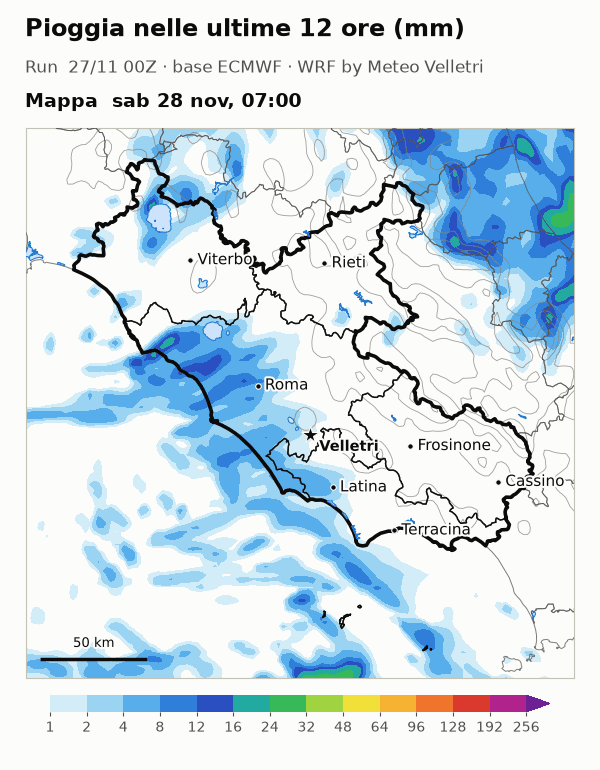 Pioggia nelle ultime 12 ore (mm)
Run 27/11 00Z · base ECMWF · WRF by Meteo Velletri
Mappa sab 28 nov, 07:00
Viterbo
Rieti
Roma
Velletri
Frosinone
Latina
Cassino
Terracina
50 km
1 2 4 8 12 16 24 32 48 64 96 128 192 256